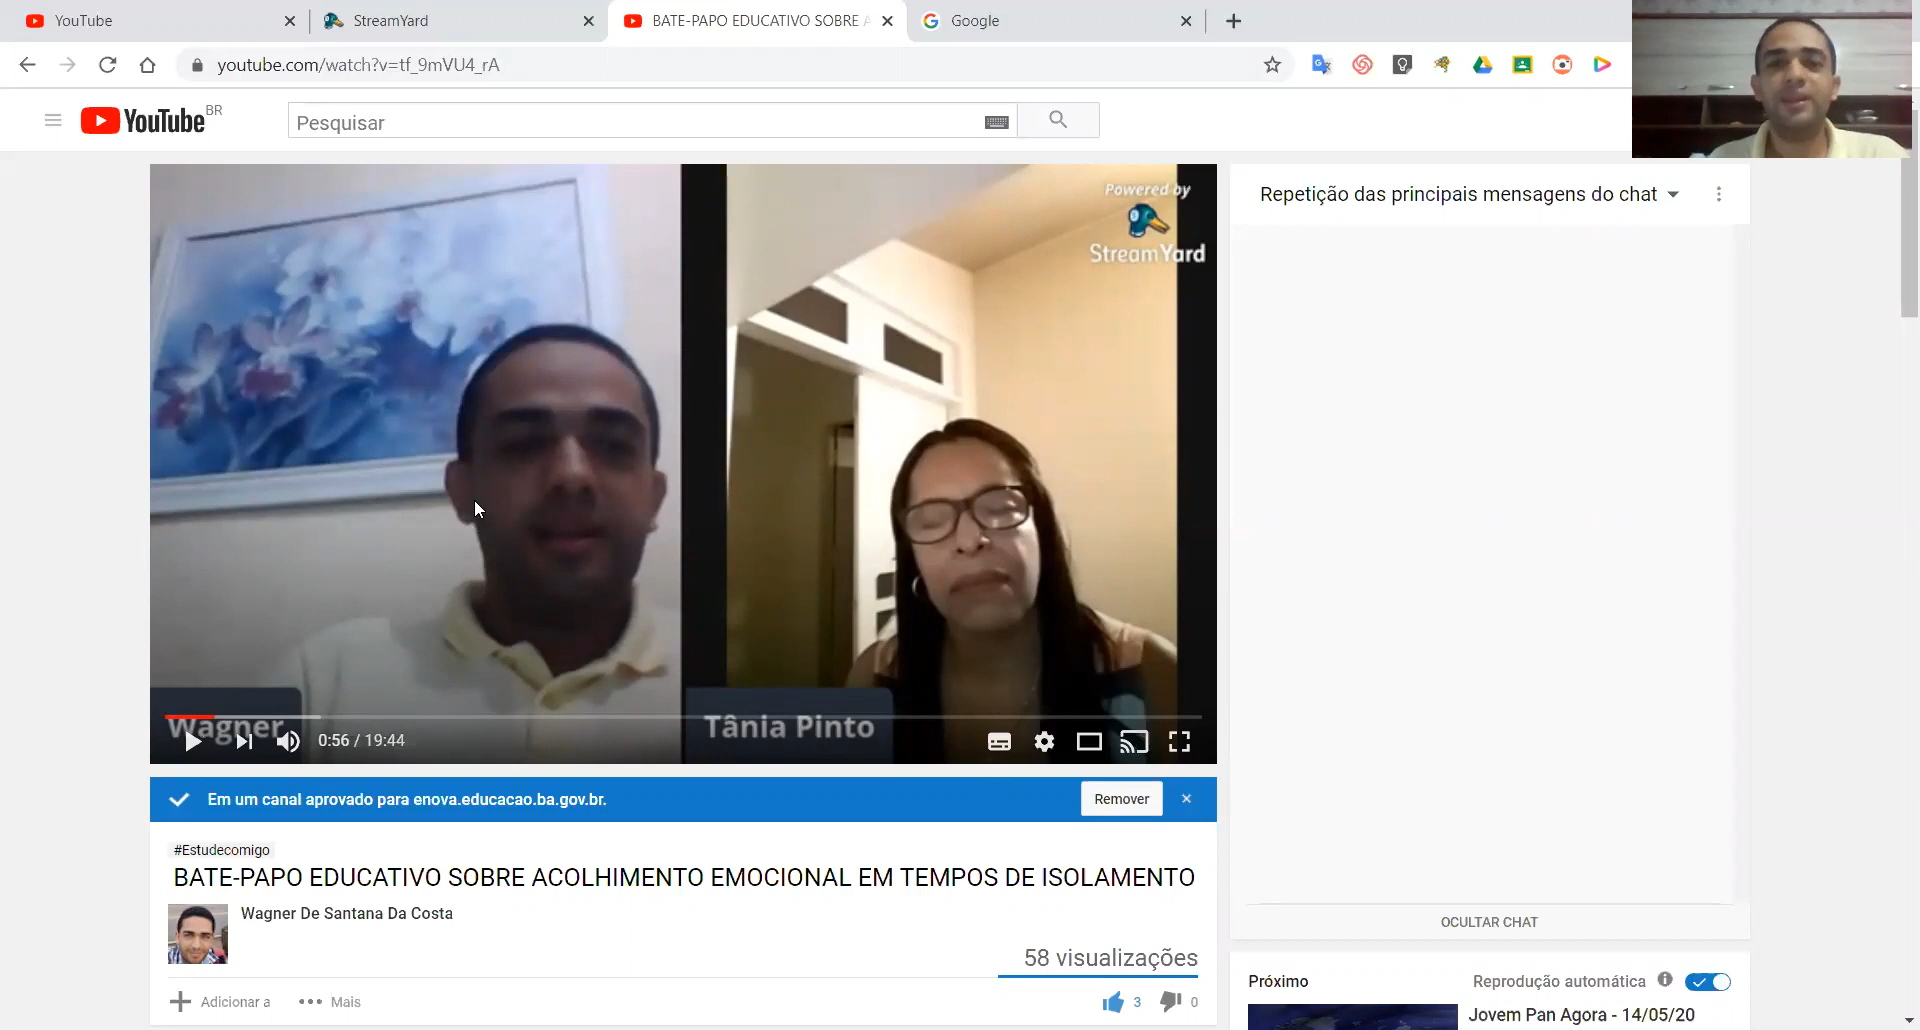 YouTube
StreamYard
BATE-PAPO EDUCATIVO SOBRE A
Google
youtube.com/watch?v=tf_9mVU4_rA
YouTube BR
Pesquisar
Powered by
StreamYard
Repetição das principais mensagens do chat
Wagner
Tânia Pinto
0:56 / 19:44
Em um canal aprovado para enova.educacao.ba.gov.br.
Remover
#Estudecomigo
BATE-PAPO EDUCATIVO SOBRE ACOLHIMENTO EMOCIONAL EM TEMPOS DE ISOLAMENTO
Wagner De Santana Da Costa
58 visualizações
Adicionar a
Mais
3
0
OCULTAR CHAT
Próximo
Reprodução automática
Jovem Pan Agora - 14/05/20